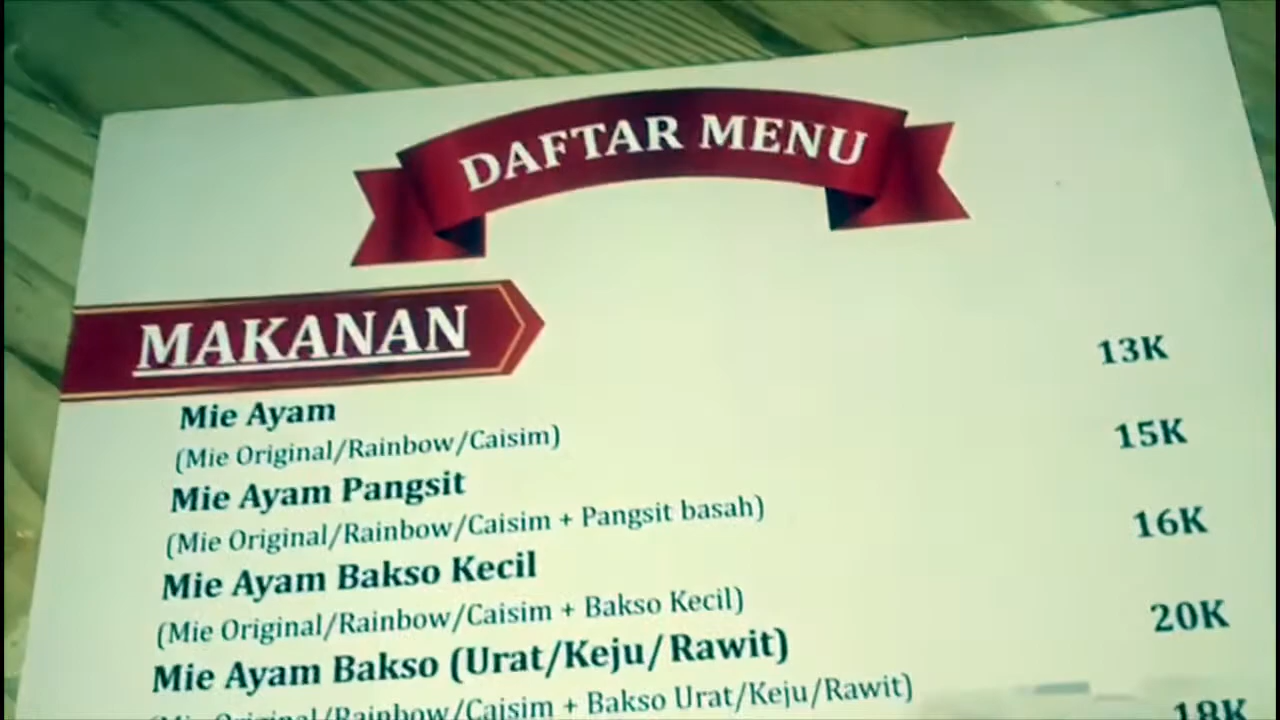 DAFTAR MENU
MAKANAN
Mie Ayam 13K
(Mie Original/Rainbow/Caisim)
Mie Ayam Pangsit 15K
(Mie Original/Rainbow/Caisim + Pangsit basah)
Mie Ayam Bakso Kecil 16K
(Mie Original/Rainbow/Caisim + Bakso Kecil)
Mie Ayam Bakso (Urat/Keju/Rawit) 20K
(Mie Original/Rainbow/Caisim + Bakso Urat/Keju/Rawit)
18K